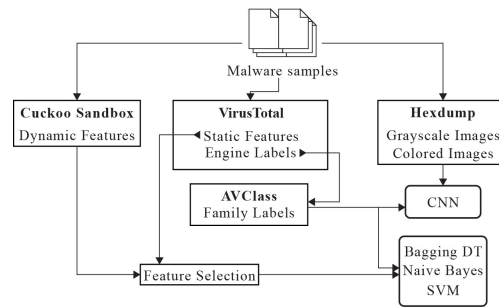 Malware samples
Cuckoo Sandbox
Dynamic Features
VirusTotal
Static Features
Engine Labels
Hexdump
Grayscale Images
Colored Images
AVClass
Family Labels
CNN
Feature Selection
Bagging DT
Naive Bayes
SVM